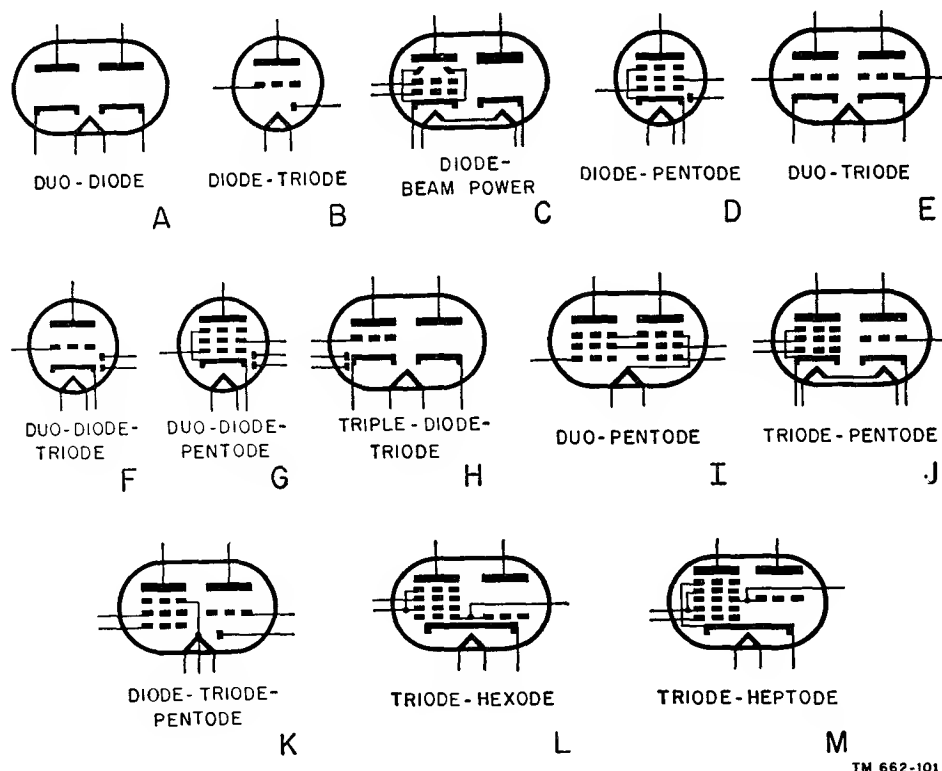 DUO-DIODE
A
DIODE-TRIODE
B
DIODE-
BEAM POWER
C
DIODE-PENTODE
D
DUO-TRIODE
E
DUO-DIODE-
TRIODE
F
DUO-DIODE-
PENTODE
G
TRIPLE-DIODE-
TRIODE
H
DUO-PENTODE
I
TRIODE-PENTODE
J
DIODE-TRIODE-
PENTODE
K
TRIODE-HEXODE
L
TRIODE-HEPTODE
M
TM 662-101